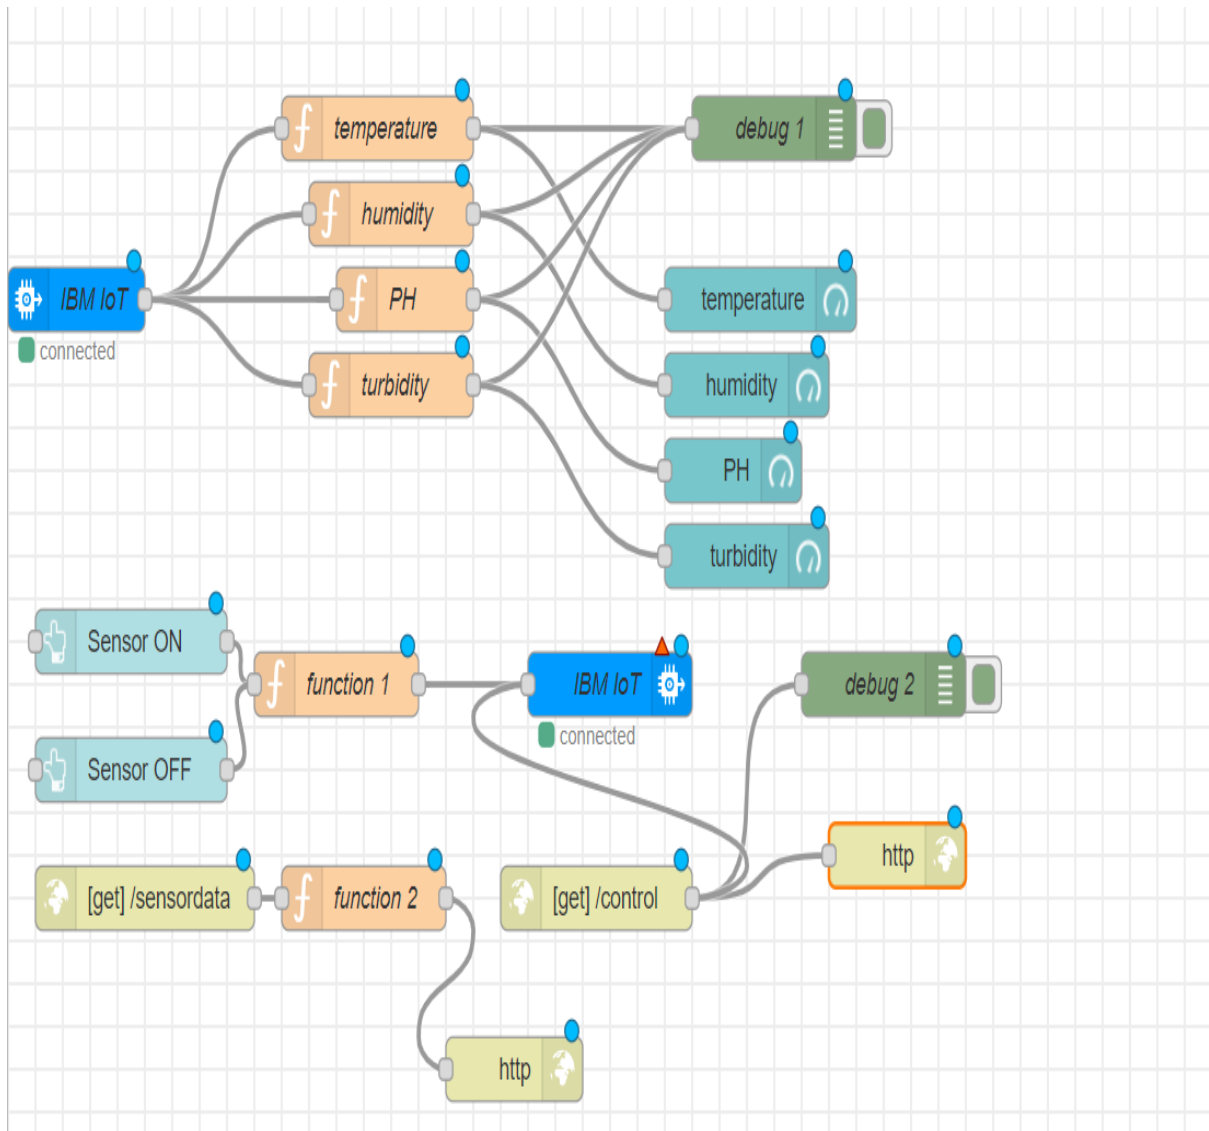 temperature
debug 1
humidity
IBM IoT
PH
temperature
connected
turbidity
humidity
PH
turbidity
Sensor ON
function 1
IBM IoT
debug 2
connected
Sensor OFF
http
[get] /sensordata
function 2
[get] /control
http